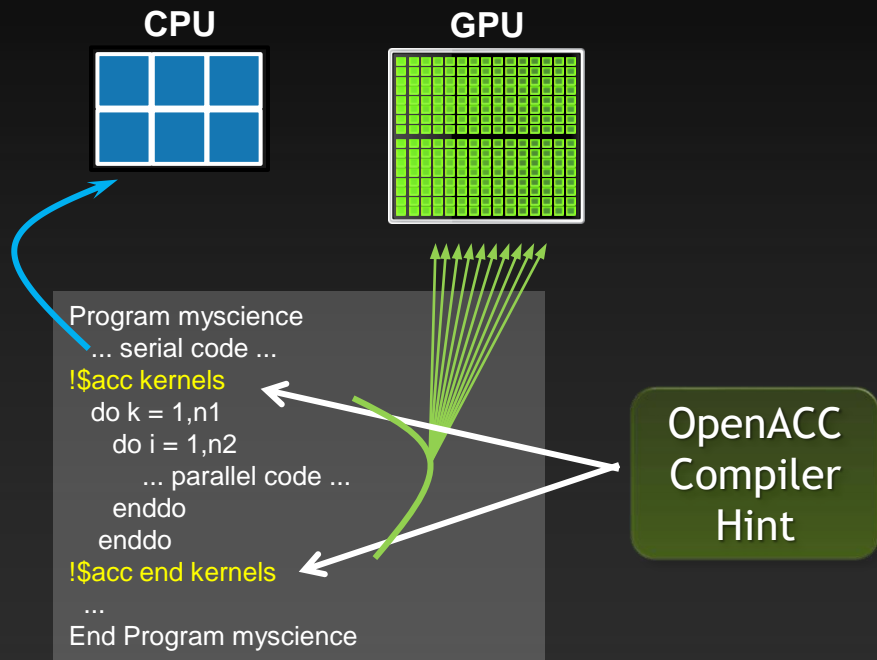 CPU
GPU
Program myscience
... serial code ...
!$acc kernels
do k = 1,n1
do i = 1,n2
... parallel code ...
enddo
enddo
!$acc end kernels
...
End Program myscience
OpenACC
Compiler
Hint